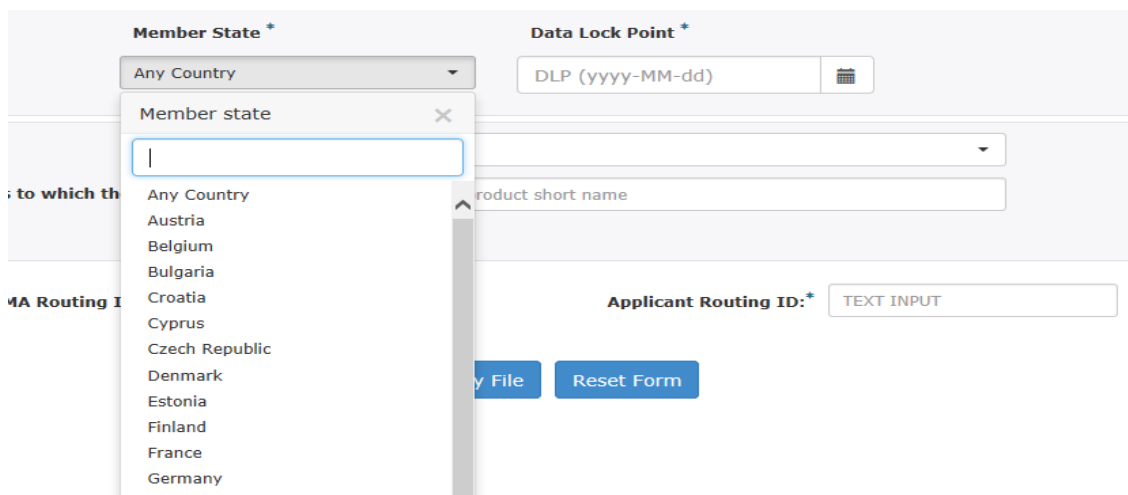 Member State *
Data Lock Point *
Any Country
DLP (yyyy-MM-dd)
Member state
s to which th
roduct short name
Any Country
Austria
Belgium
Bulgaria
Croatia
MA Routing I
Applicant Routing ID:*
TEXT INPUT
Cyprus
Czech Republic
Denmark
y File
Reset Form
Estonia
Finland
France
Germany